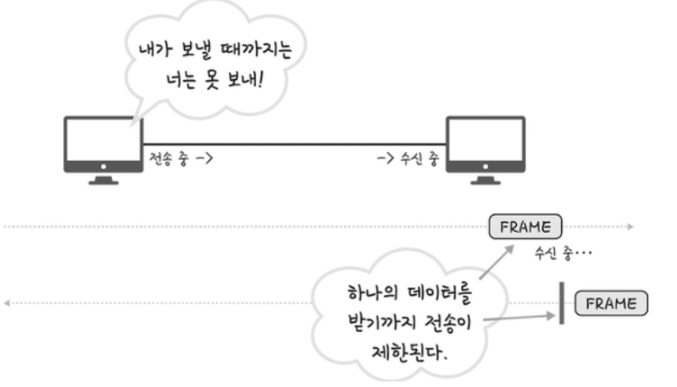 내가 보낼 때까지는
너는 못 보내!
전송 중 ->
-> 수신 중
FRAME
수신 중···
하나의 데이터를
받기까지 전송이
제한된다.
FRAME